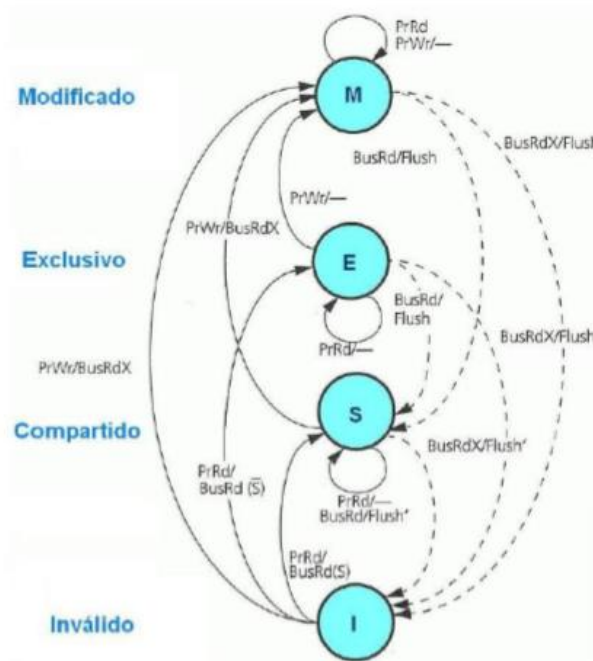 PrRd
PrWr/—
Modificado
M
BusRdX/Flush
BusRd/Flush
PrWr/—
PrWr/BusRdX
Exclusivo
E
BusRd/
Flush
BusRdX/Flush
PrRd/—
PrWr/BusRdX
S
Compartido
BusRdX/Flush'
PrRd/
BusRd (S̅)
PrRd/—
BusRd/Flush'
PrRd/
BusRd(S)
Inválido
I